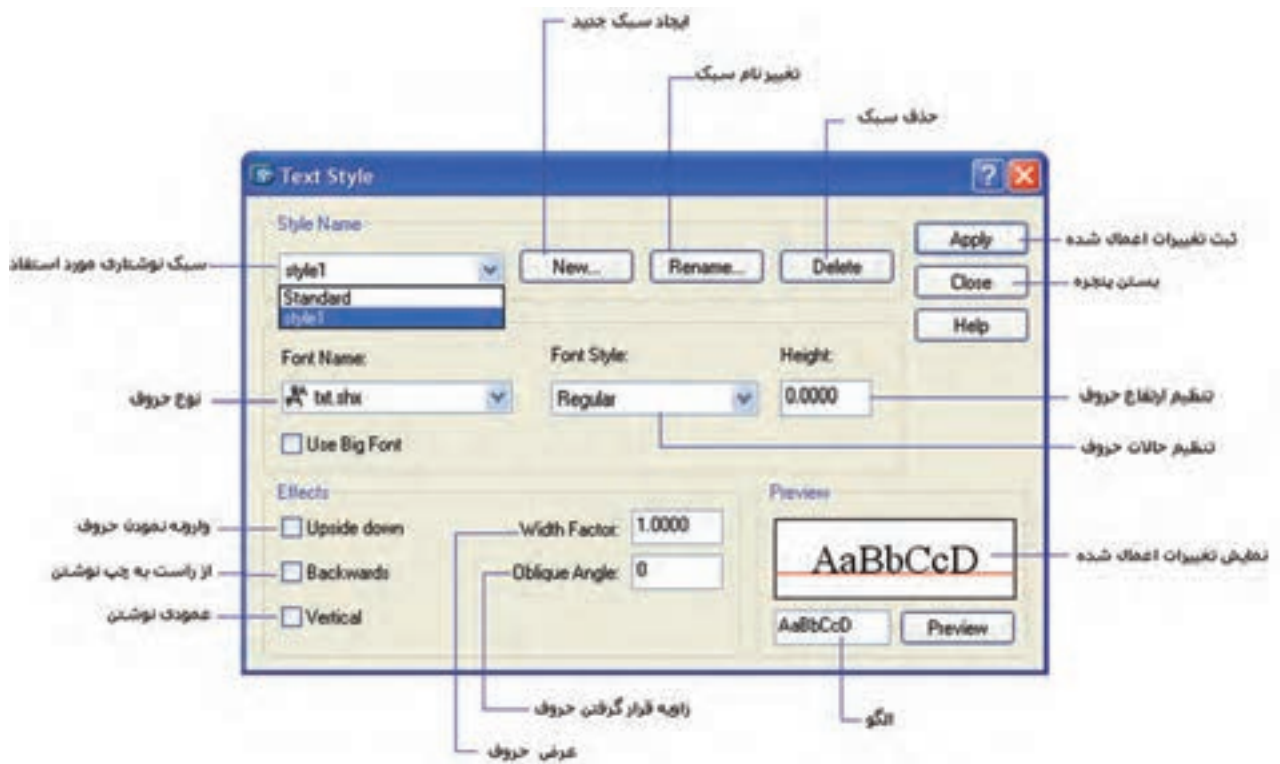 ایجاد سبک جدید
تغییر نام سبک
حذف سبک
Text Style
Style Name
سبک نوشتاری مورد استفاد
style1
New...
Rename...
Delete
Apply
ثبت تغییرات اعمال شده
Standard
style1
Close
بستن پنجره
Help
Font Name:
Font Style:
Height:
نوع حروف
txt.shx
Regular
0.0000
تنظیم ارتفاع حروف
Use Big Font
تنظیم حالات حروف
Effects
Preview
وارونه نمودن حروف
Upside down
Width Factor:
1.0000
AaBbCcD
نمایش تغییرات اعمال شده
از راست به چپ نوشتن
Backwards
Oblique Angle:
0
عمودی نوشتن
Vertical
AaBbCcD
Preview
زاویه قرار گرفتن حروف
الگو
عرض حروف